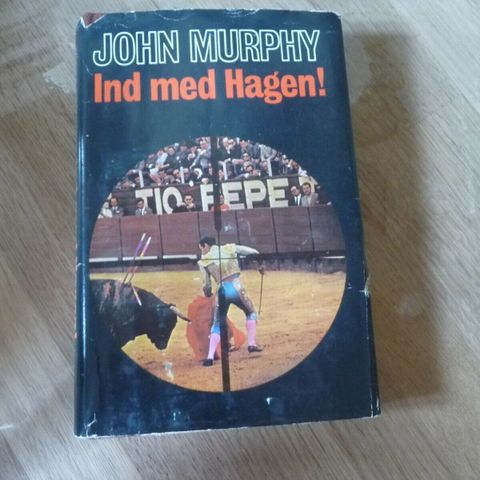 JOHN MURPHY
Ind med Hagen!
TIO PEPE